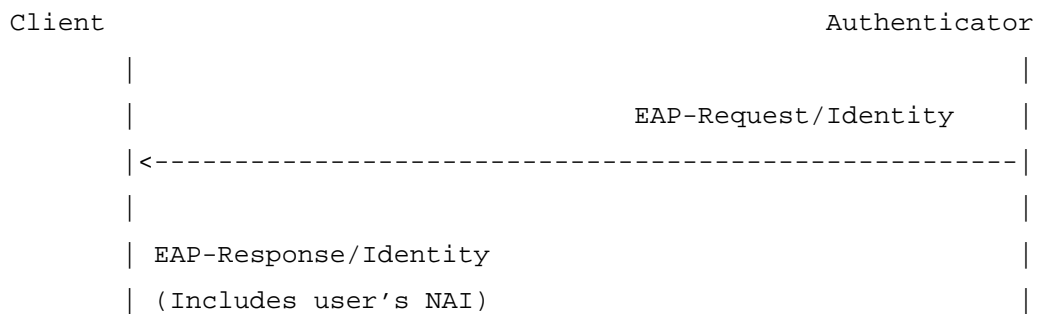 Client Authenticator
| |
| EAP-Request/Identity |
|<------------------------------------------------------|
| |
| EAP-Response/Identity |
| (Includes user's NAI) |